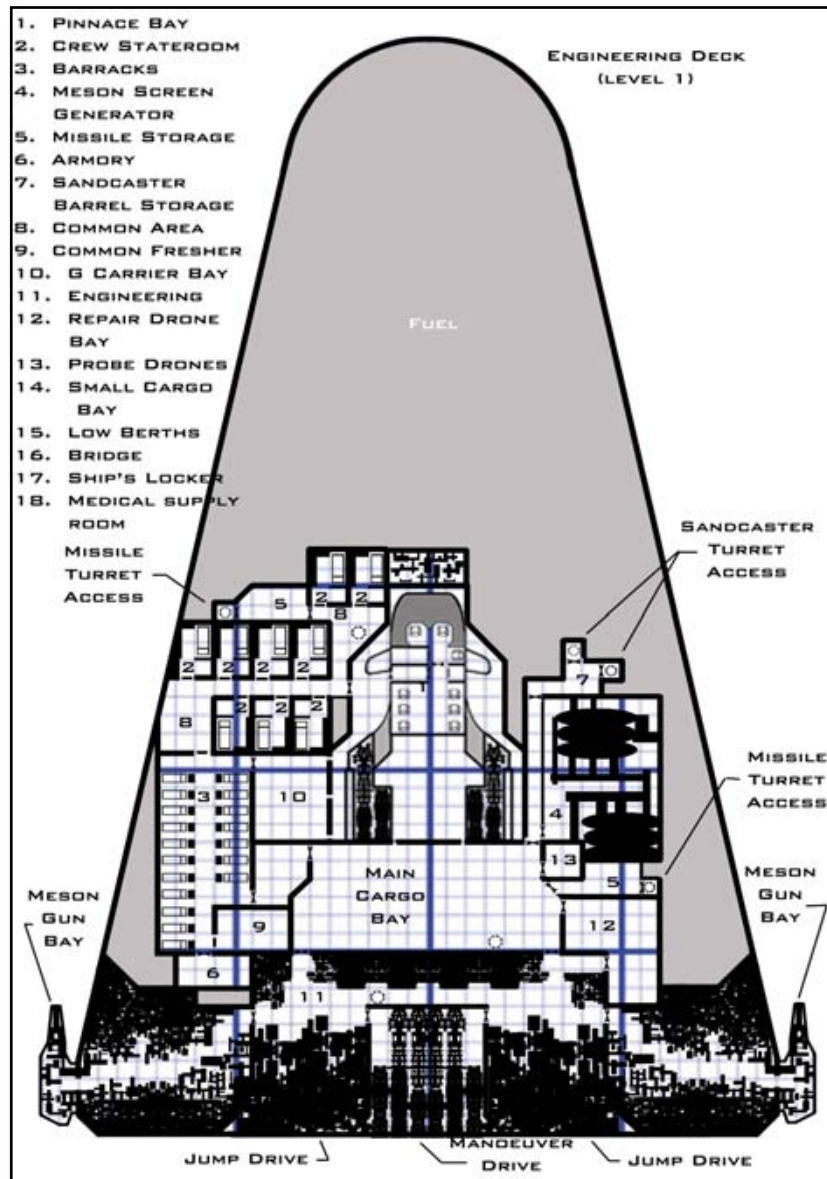 1. Pinnace Bay
2. Crew Stateroom
3. Barracks
4. Meson Screen
Generator
5. Missile Storage
6. Armory
7. Sandcaster
Barrel Storage
8. Common Area
9. Common Fresher
10. G Carrier Bay
11. Engineering
12. Repair Drone
Bay
13. Probe Drones
14. Small Cargo
Bay
15. Low Berths
16. Bridge
17. Ship's Locker
18. Medical supply
room
Engineering Deck
(level 1)
Fuel
Missile
Turret
Access
Sandcaster
Turret
Access
5
2
2
8
2
2
2
2
7
1
8
2
2
2
Missile
Turret
Access
3
10
4
13
5
Main
Cargo
Bay
Meson
Gun
Bay
Meson
Gun
Bay
9
12
6
11
Jump Drive
Manoeuver
Drive
Jump Drive